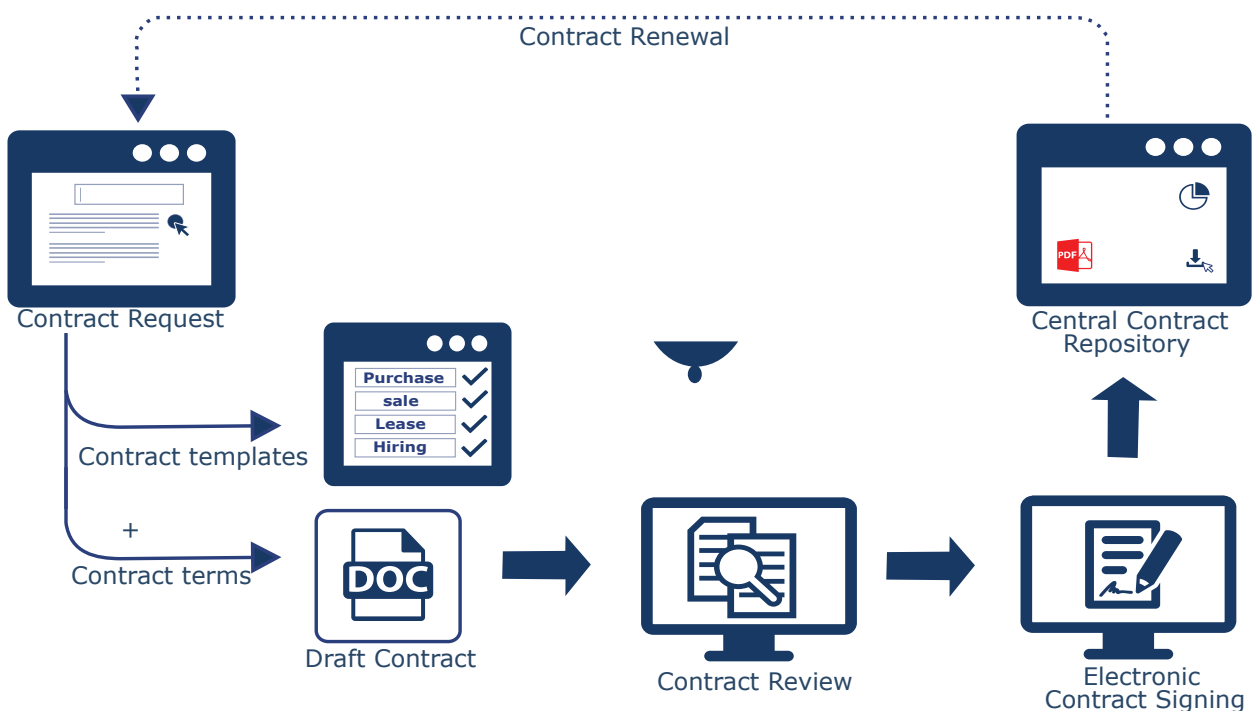 Contract Renewal
Contract Request
PDF
Central Contract
Repository
Purchase
sale
Lease
Hiring
Contract templates
+
Contract terms
DOC
Draft Contract
Contract Review
Electronic
Contract Signing